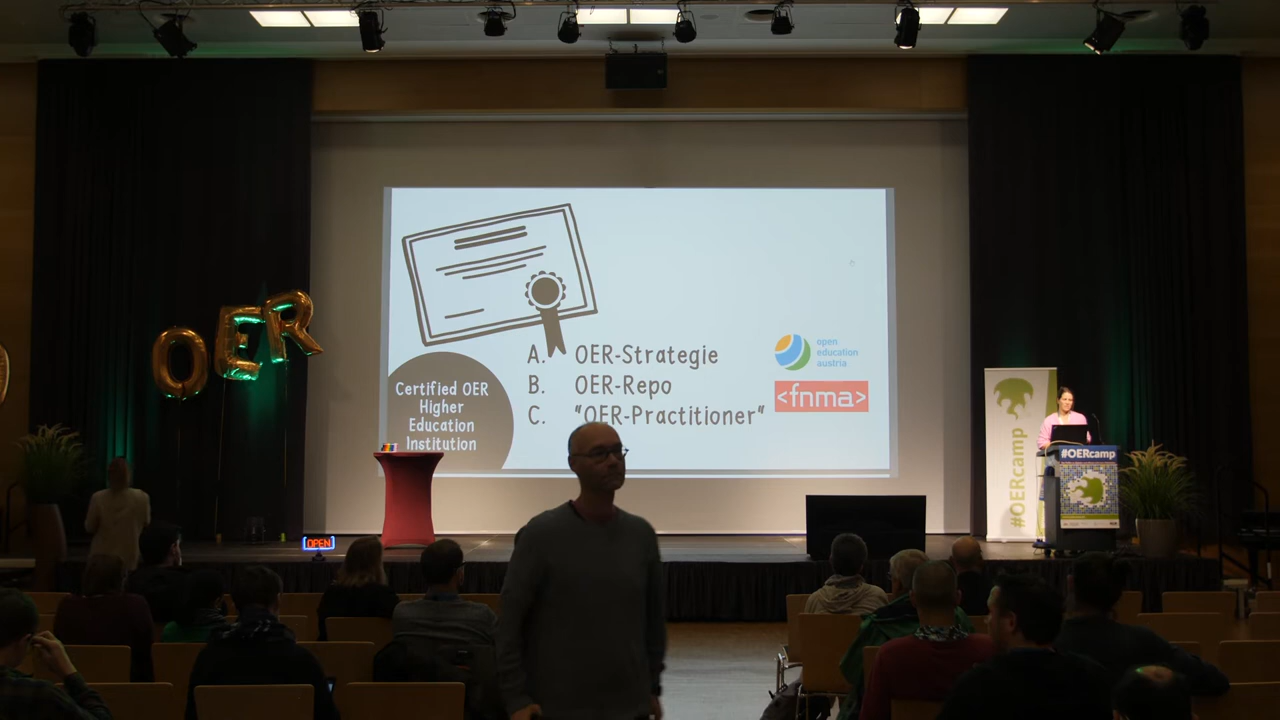 OER
A. OER-Strategie
B. OER-Repo
C. "OER-Practitioner"
Certified OER
Higher
Education
Institution
open
education
austria
<fnma>
OPEN
#OERcamp
#OERcamp